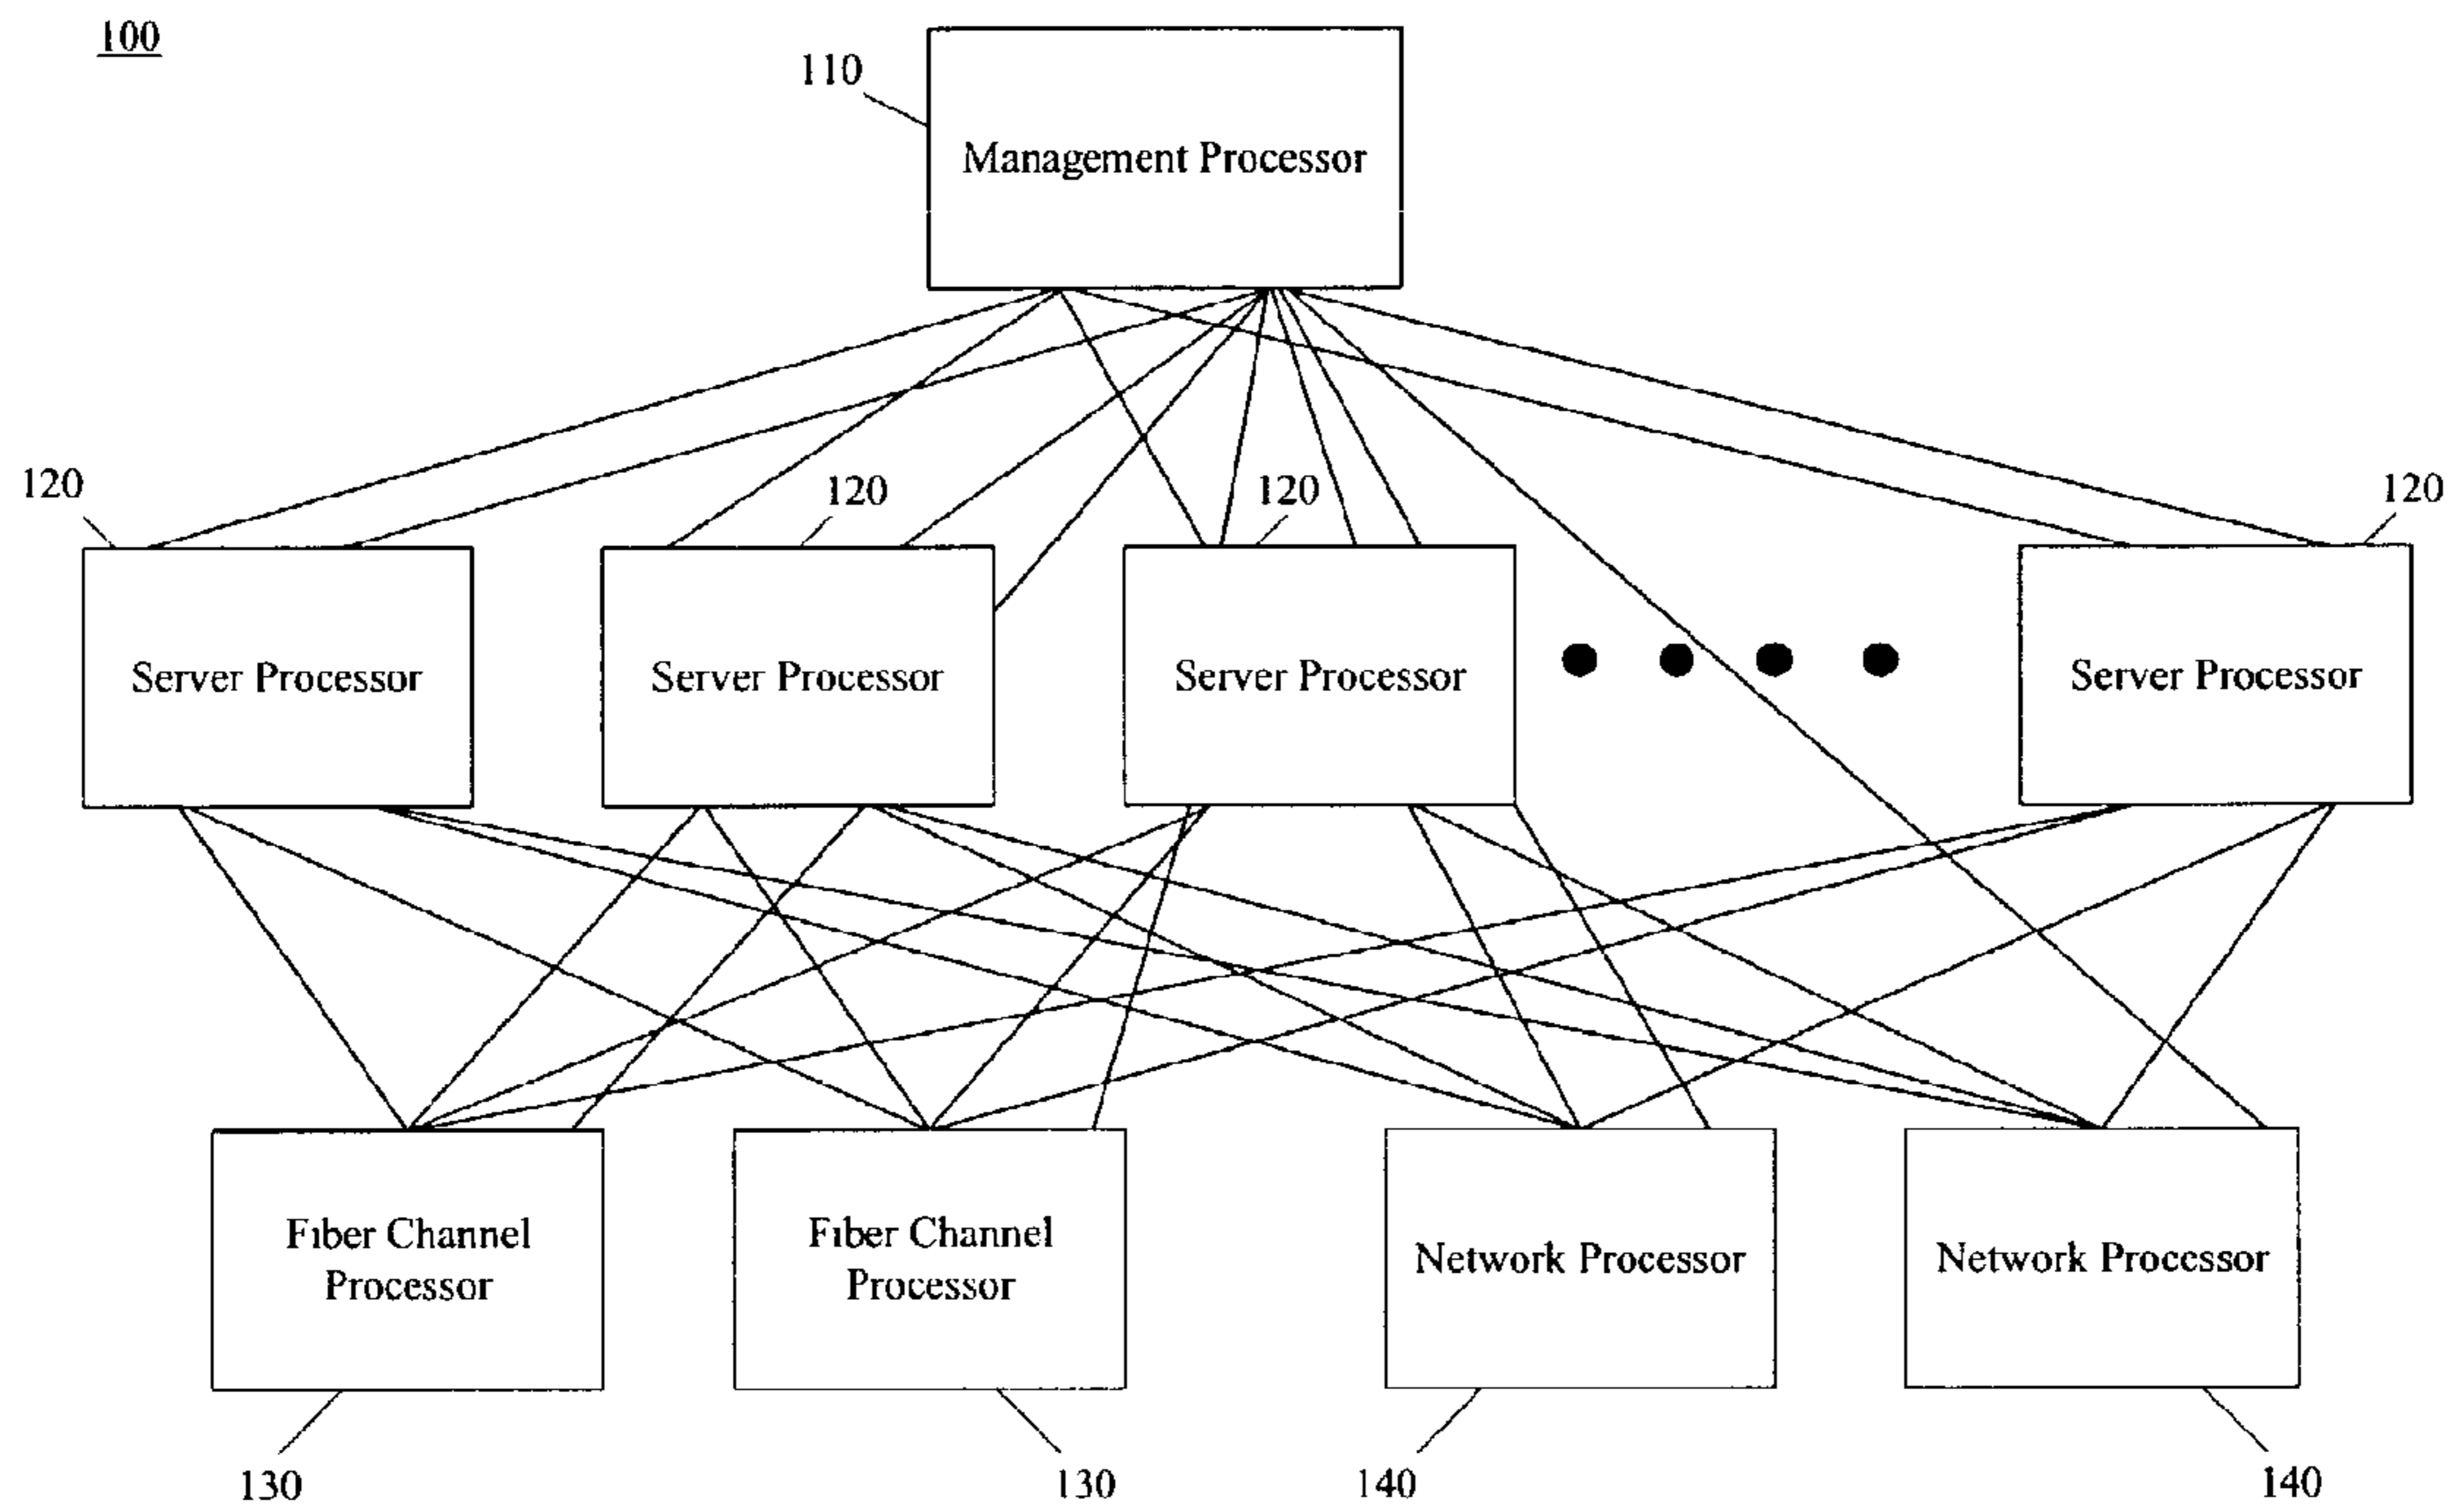 100
110
Management Processor
120
120
120
120
Server Processor
Server Processor
Server Processor
Server Processor
Fiber Channel
Processor
Fiber Channel
Processor
Network Processor
Network Processor
130
130
140
140